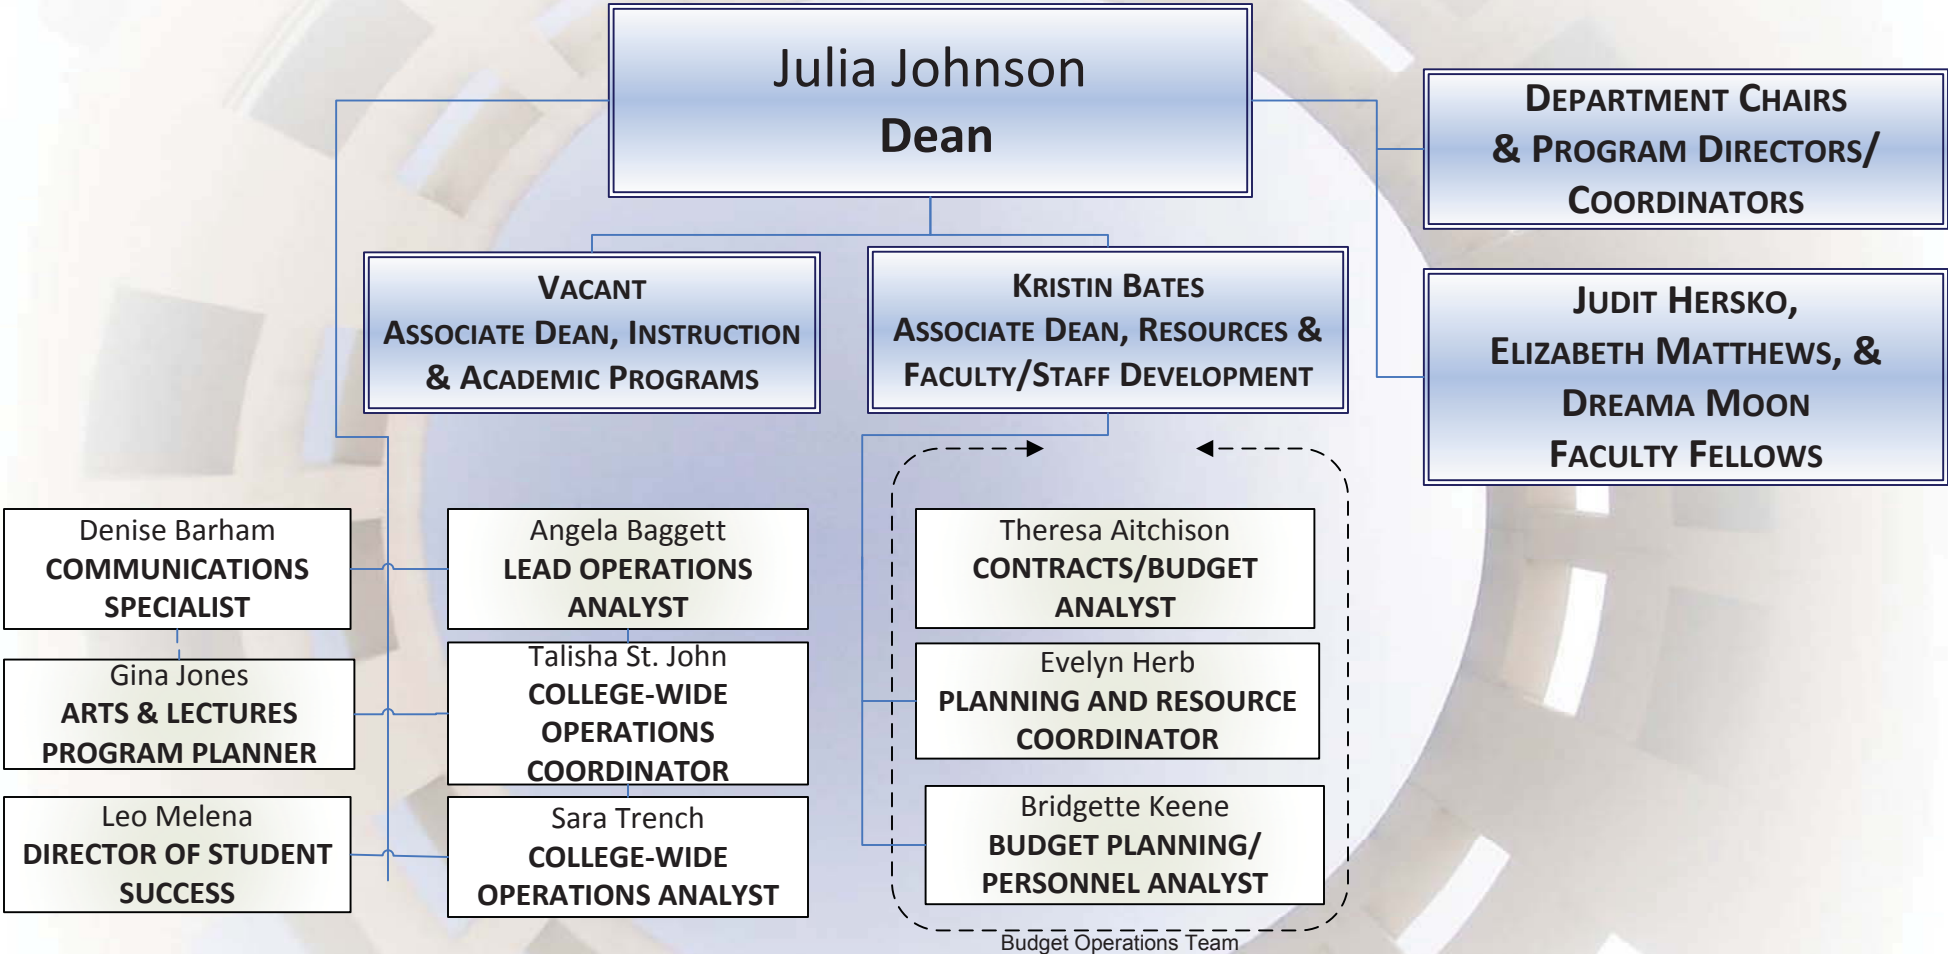 Julia Johnson
Dean
DEPARTMENT CHAIRS
& PROGRAM DIRECTORS/
COORDINATORS
VACANT
ASSOCIATE DEAN, INSTRUCTION
& ACADEMIC PROGRAMS
KRISTIN BATES
ASSOCIATE DEAN, RESOURCES &
FACULTY/STAFF DEVELOPMENT
JUDIT HERSKO,
ELIZABETH MATTHEWS, &
DREAMA MOON
FACULTY FELLOWS
Denise Barham
COMMUNICATIONS
SPECIALIST
Angela Baggett
LEAD OPERATIONS
ANALYST
Theresa Aitchison
CONTRACTS/BUDGET
ANALYST
Gina Jones
ARTS & LECTURES
PROGRAM PLANNER
Talisha St. John
COLLEGE-WIDE
OPERATIONS
COORDINATOR
Evelyn Herb
PLANNING AND RESOURCE
COORDINATOR
Leo Melena
DIRECTOR OF STUDENT
SUCCESS
Sara Trench
COLLEGE-WIDE
OPERATIONS ANALYST
Bridgette Keene
BUDGET PLANNING/
PERSONNEL ANALYST
Budget Operations Team